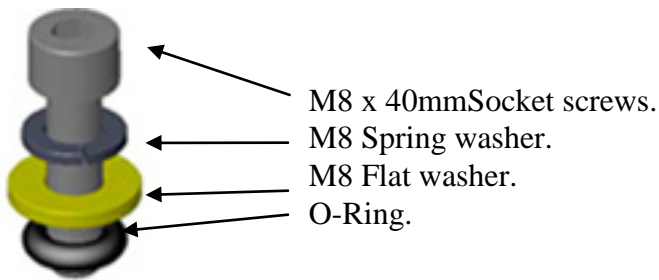 M8 x 40mmSocket screws.
M8 Spring washer.
M8 Flat washer.
O-Ring.